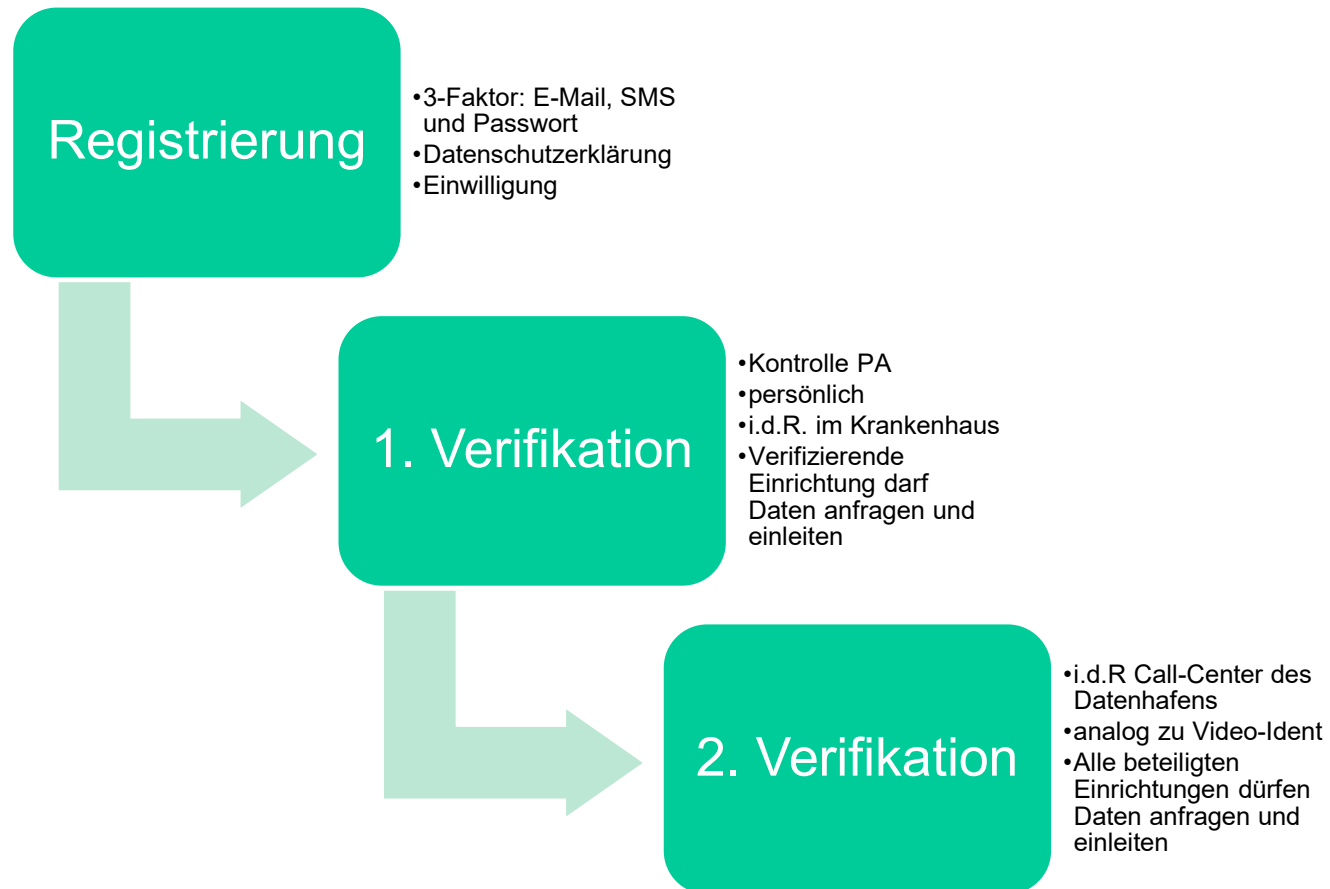 Registrierung
•3-Faktor: E-Mail, SMS
und Passwort
•Datenschutzerklärung
•Einwilligung
1. Verifikation
•Kontrolle PA
•persönlich
•i.d.R. im Krankenhaus
•Verifizierende
Einrichtung darf
Daten anfragen und
einleiten
2. Verifikation
•i.d.R Call-Center des
Datenhafens
•analog zu Video-Ident
•Alle beteiligten
Einrichtungen dürfen
Daten anfragen und
einleiten